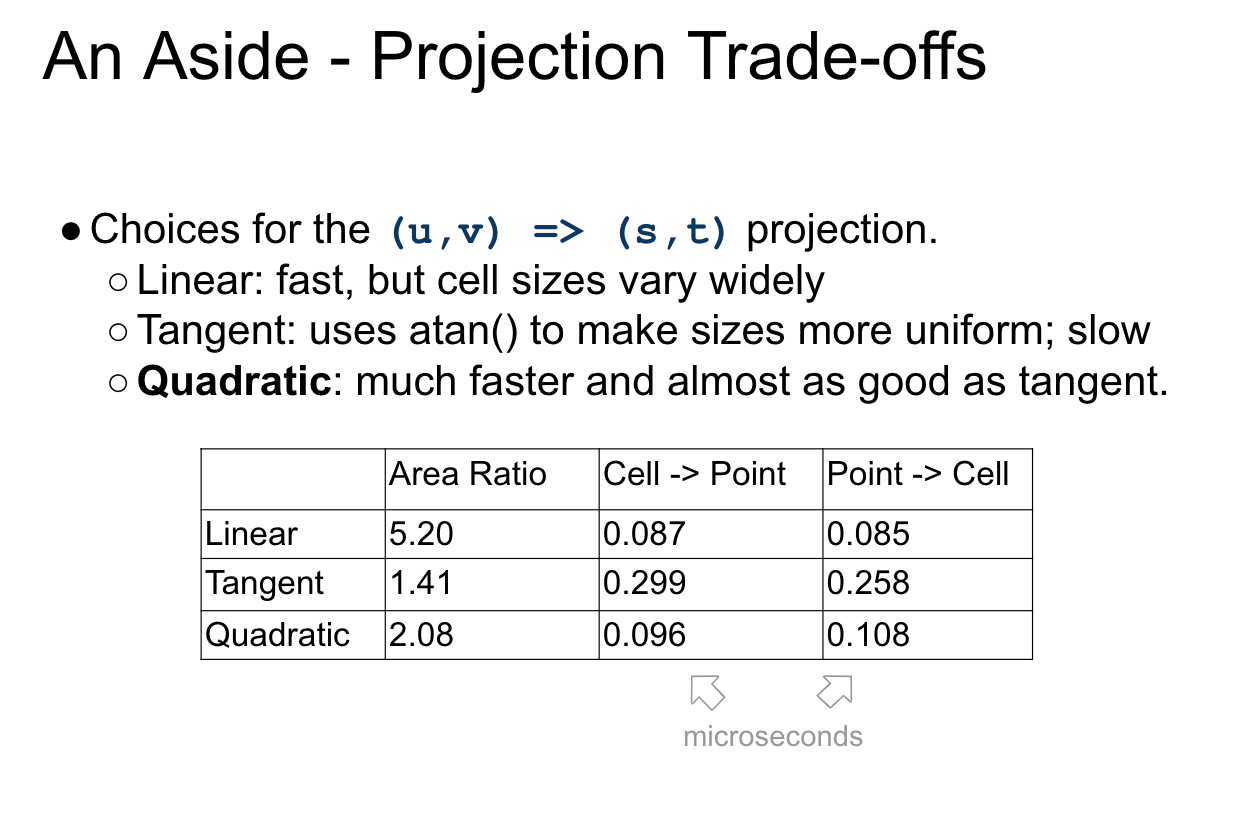 An Aside - Projection Trade-offs
● Choices for the (u,v) => (s,t) projection.
○ Linear: fast, but cell sizes vary widely
○ Tangent: uses atan() to make sizes more uniform; slow
○ Quadratic: much faster and almost as good as tangent.
Area Ratio Cell -> Point Point -> Cell
Linear 5.20 0.087 0.085
Tangent 1.41 0.299 0.258
Quadratic 2.08 0.096 0.108
microseconds